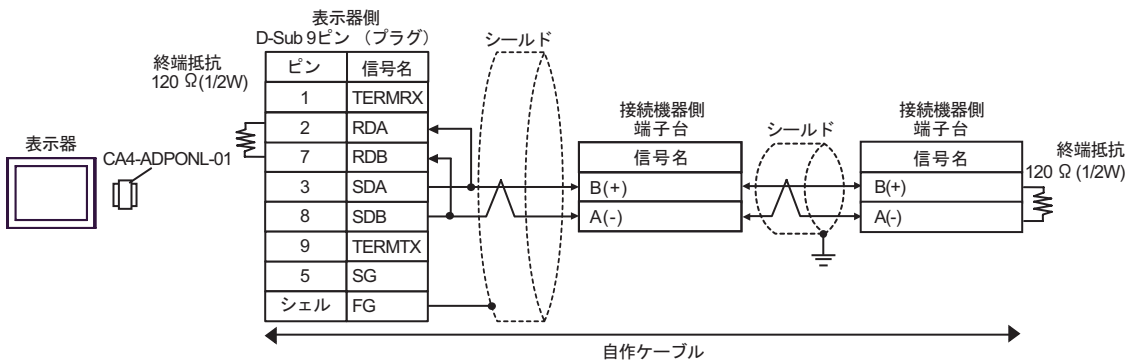 表示器側
D-Sub 9ピン （プラグ）
シールド
終端抵抗
120 Ω(1/2W)
ピン 信号名
1 TERMRX
2 RDA
7 RDB
3 SDA
8 SDB
9 TERMTX
5 SG
シェル FG
表示器
CA4-ADPONL-01
接続機器側
端子台
信号名
B(+)
A(-)
シールド
接続機器側
端子台
信号名
B(+)
A(-)
終端抵抗
120 Ω (1/2W)
自作ケーブル